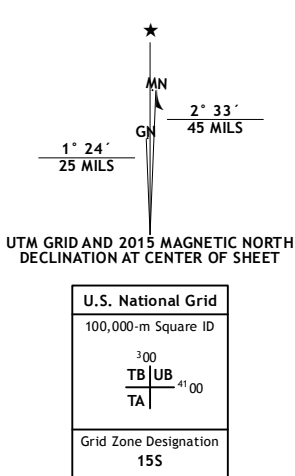 ★
MN
GN
2° 33´
45 MILS
1° 24´
25 MILS
UTM GRID AND 2015 MAGNETIC NORTH
DECLINATION AT CENTER OF SHEET
U.S. National Grid
100,000-m Square ID
³00
TB UB
⁴¹00
TA
Grid Zone Designation
15S